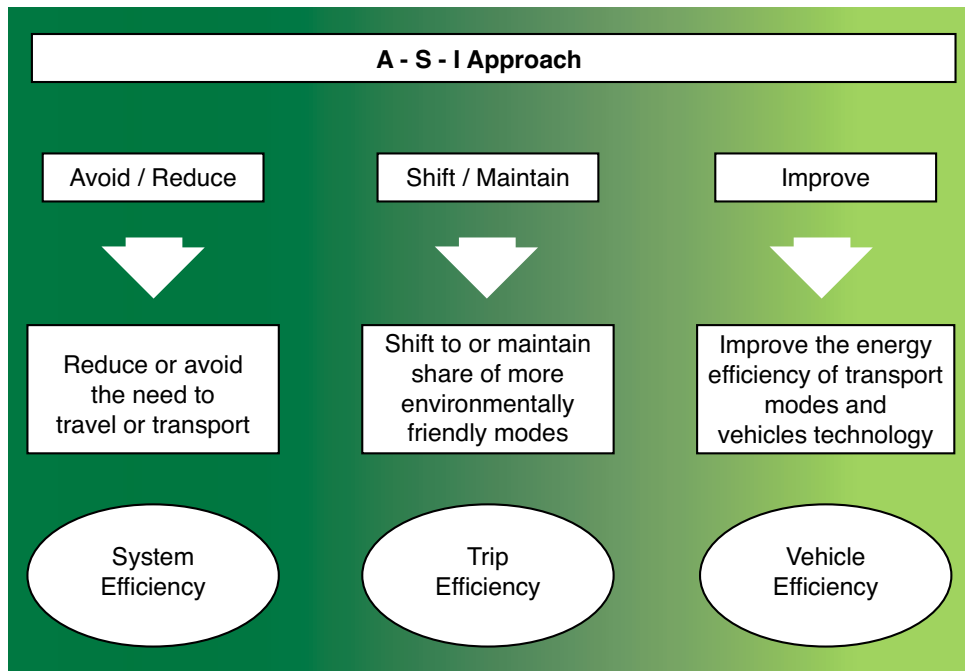 A - S - I Approach
Avoid / Reduce
Shift / Maintain
Improve
Reduce or avoid
the need to
travel or transport
Shift to or maintain
share of more
environmentally
friendly modes
Improve the energy
efficiency of transport
modes and
vehicles technology
System
Efficiency
Trip
Efficiency
Vehicle
Efficiency